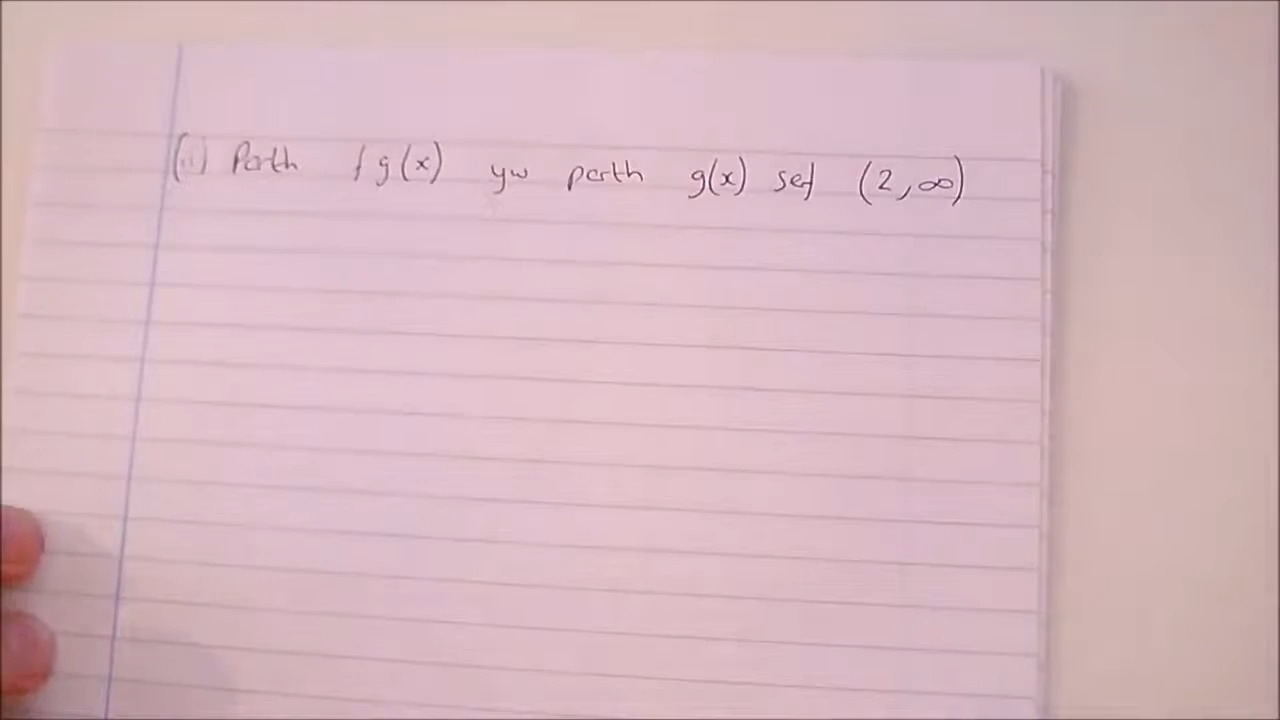 (ii) Parth fg(x) yw parth g(x) sef (2, ∞)